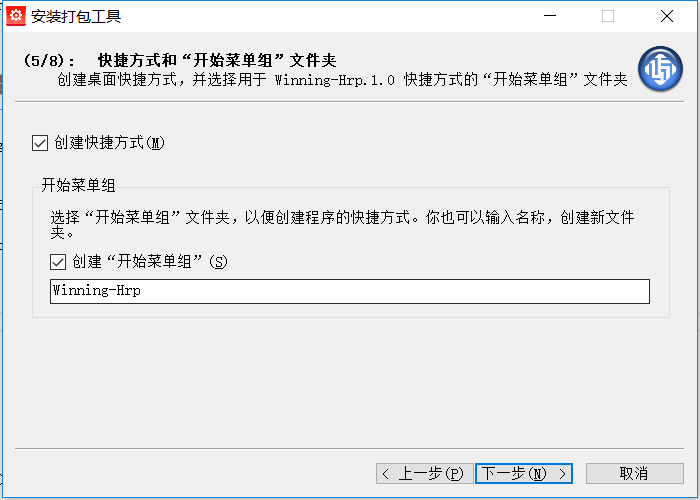 安装打包工具
(5/8)： 快捷方式和“开始菜单组”文件夹
创建桌面快捷方式，并选择用于 Winning-Hrp.1.0 快捷方式的“开始菜单组”文件夹
创建快捷方式(M)
开始菜单组
选择“开始菜单组”文件夹，以便创建程序的快捷方式。你也可以输入名称，创建新文件
夹。
创建“开始菜单组”(S)
Winning-Hrp
< 上一步(P)
下一步(N) >
取消